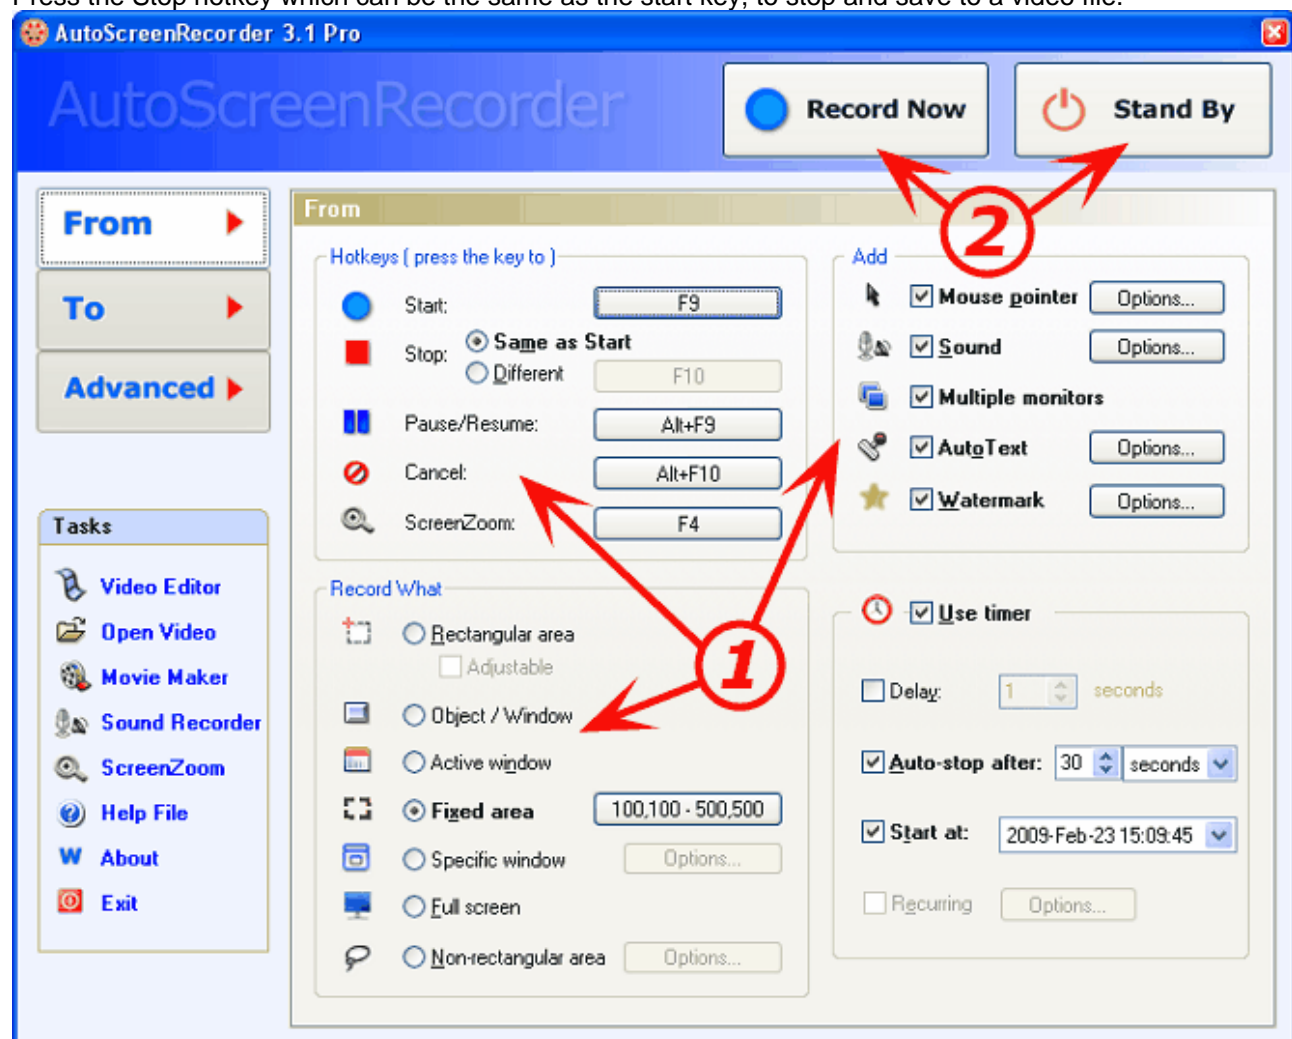 Press the Stop hotkey which can be the same as the start key, to stop and save to a video file.
AutoScreenRecorder 3.1 Pro
AutoScreenRecorder
Record Now
Stand By
From
To
Advanced
From
2
Hotkeys ( press the key to )
Start: F9
Stop: Same as Start
Different F10
Pause/Resume: Alt+F9
Cancel: Alt+F10
ScreenZoom: F4
Add
Mouse pointer Options...
Sound Options...
Multiple monitors
AutoText Options...
Watermark Options...
Tasks
Video Editor
Open Video
Movie Maker
Sound Recorder
ScreenZoom
Help File
W About
Exit
Record What
Rectangular area
Adjustable
1
Object / Window
Active window
Fixed area 100,100 - 500,500
Specific window Options...
Full screen
Non-rectangular area Options...
Use timer
Delay: 1 seconds
Auto-stop after: 30 seconds
Start at: 2009-Feb-23 15:09:45
Recurring Options...